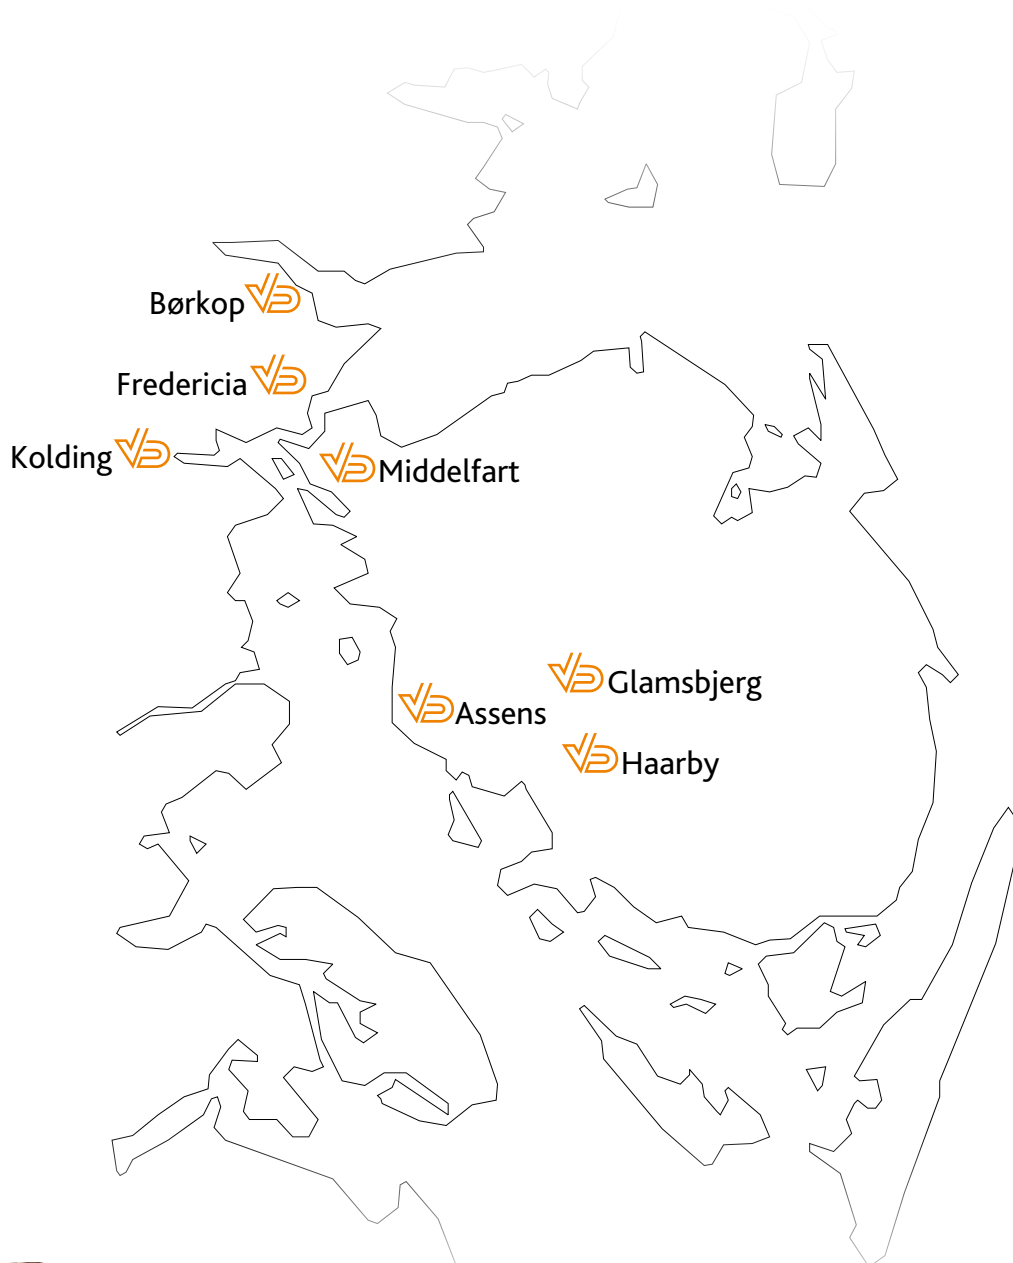 Børkop
Fredericia
Kolding
Middelfart
Glamsbjerg
Assens
Haarby